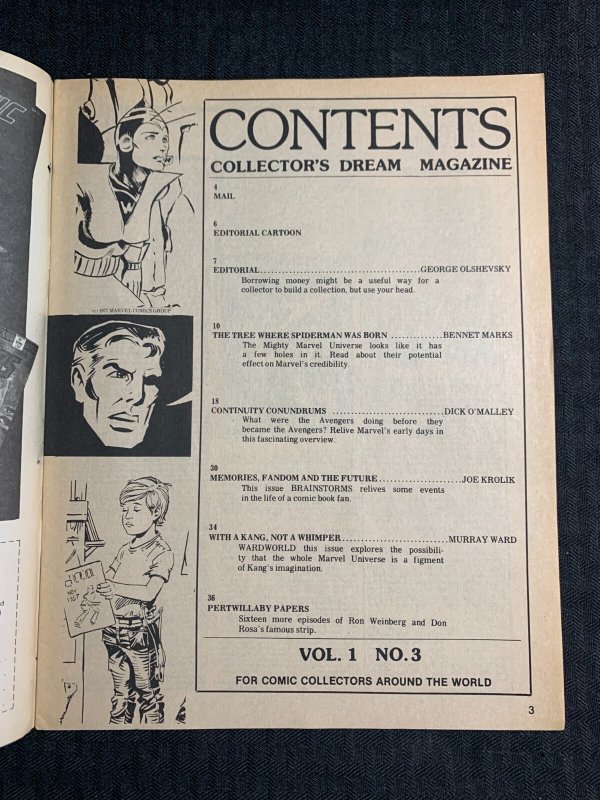 CONTENTS
COLLECTOR'S DREAM MAGAZINE
4
MAIL
6
EDITORIAL CARTOON
7
EDITORIAL..........................................GEORGE OLSHEVSKY
Borrowing money might be a useful way for a
collector to build a collection, but use your head.
10
THE TREE WHERE SPIDERMAN WAS BORN ..............BENNET MARKS
The Mighty Marvel Universe looks like it has
a few holes in it. Read about their potential
effect on Marvel's credibility.
18
CONTINUITY CONUNDRUMS .............................DICK O'MALLEY
What were the Avengers doing before they
became the Avengers? Relive Marvel's early days in
this fascinating overview.
30
MEMORIES, FANDOM AND THE FUTURE......................JOE KROLIK
This issue BRAINSTORMS relives some events
in the life of a comic book fan.
34
WITH A KANG, NOT A WHIMPER............................MURRAY WARD
WARDWORLD this issue explores the possibili-
ty that the whole Marvel Universe is a figment
of Kang's imagination.
36
PERTWILLABY PAPERS
Sixteen more episodes of Ron Weinberg and Don
Rosa's famous strip.
VOL. 1 NO. 3
FOR COMIC COLLECTORS AROUND THE WORLD
3
1977 MARVEL COMICS GROUP